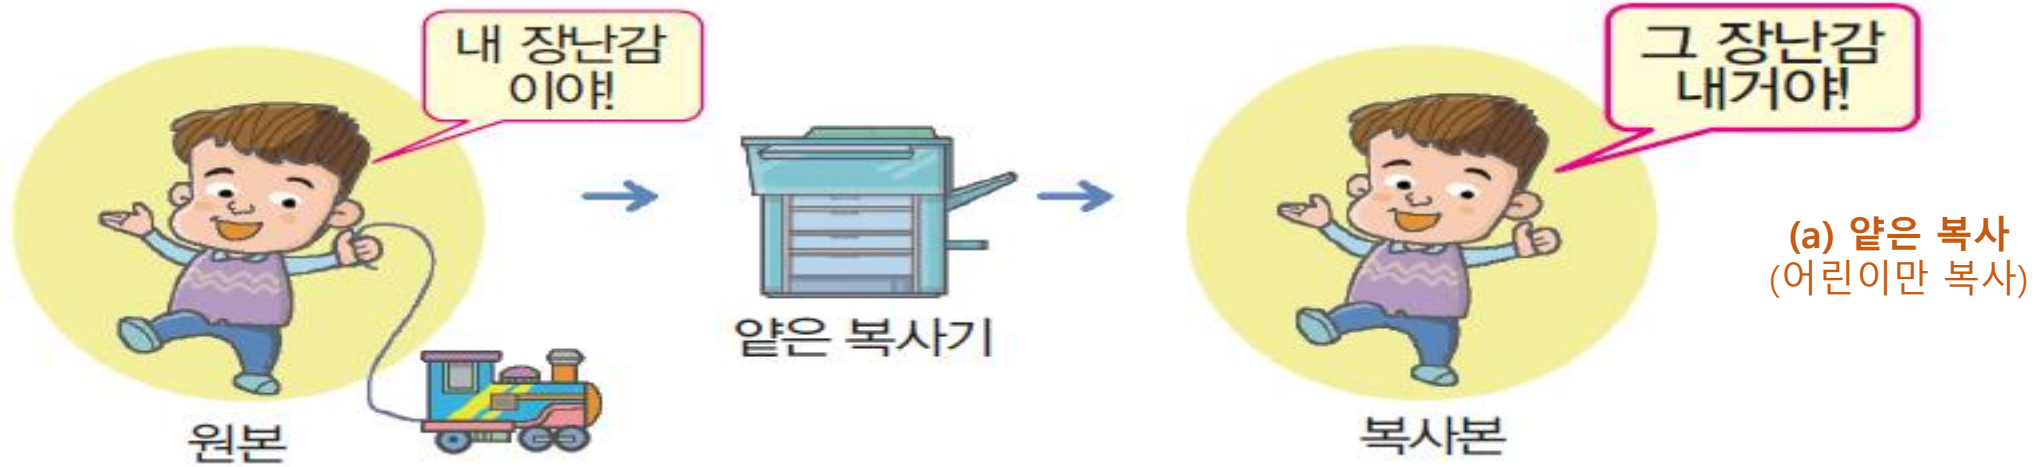 내 장난감
이야!
그 장난감
내거야!
(a) 얕은 복사
(어린이만 복사)
얕은 복사기
원본
복사본